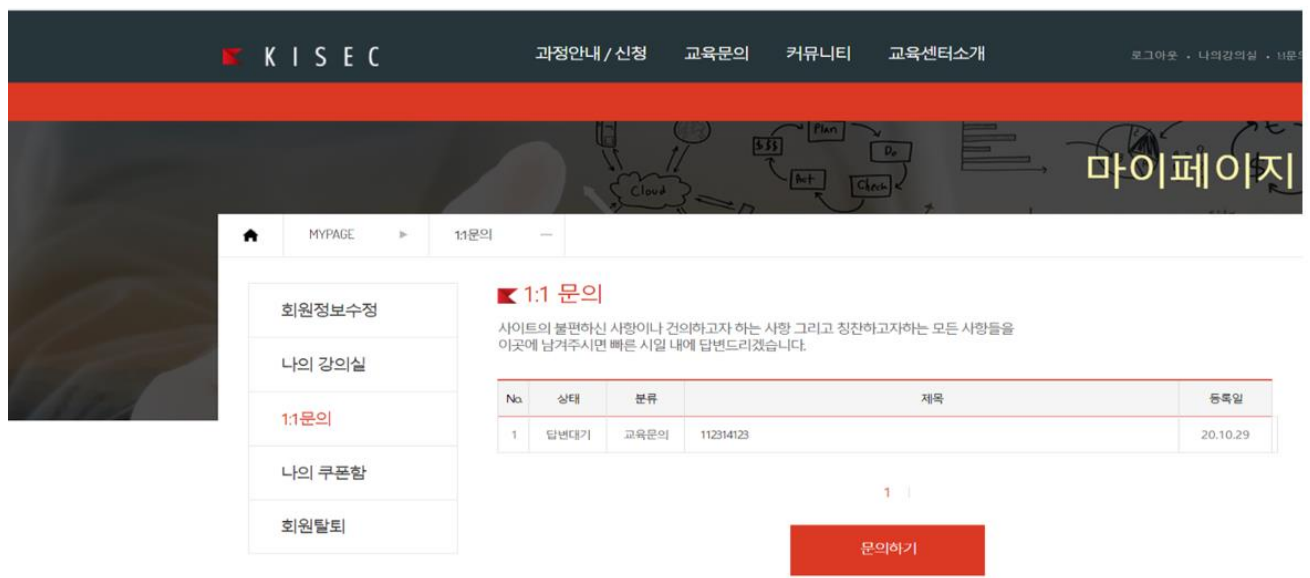 KISEC
과정안내 / 신청 교육문의 커뮤니티 교육센터소개
로그아웃 . 나의강의실 .
Plan
$$$
Do
Cloud
Act
Check
마이페이지
MYPAGE ▶ 1:1문의 —
회원정보수정
나의 강의실
1:1문의
나의 쿠폰함
회원탈퇴
1:1 문의
사이트의 불편하신 사항이나 건의하고자 하는 사항 그리고 칭찬하고자하는 모든 사항들을
이곳에 남겨주시면 빠른 시일 내에 답변드리겠습니다.
No. 상태 분류 제목 등록일
1 답변대기 교육문의 112314123 20.10.29
1
문의하기